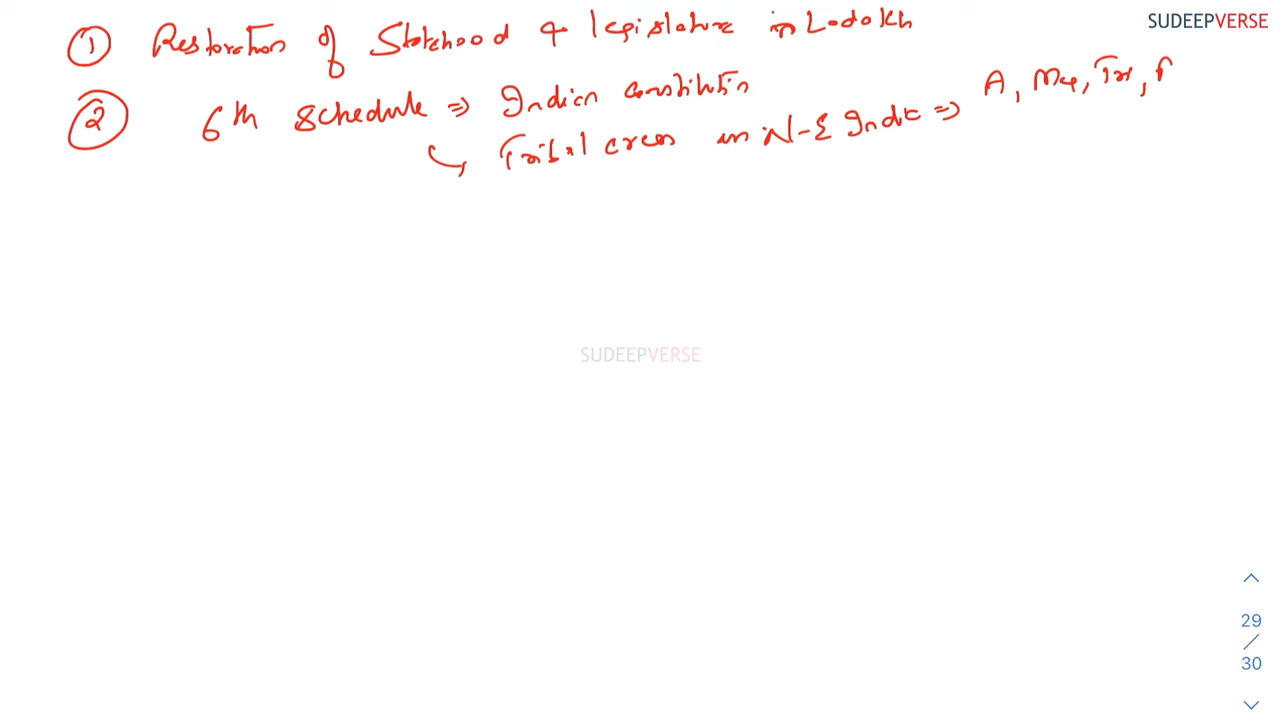 SUDEEPVERSE
① Restoration of Statehood & legislature in Ladakh
② 6th Schedule ⇒ Indian constitution
↳ Tribal areas in N-E India ⇒ A, Meg, Tri,
SUDEEPVERSE
29
/
30